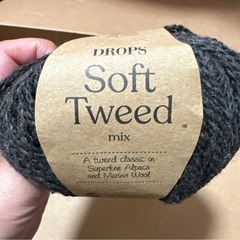 DROPS
Soft
Tweed
mix
A tweed classic in
Superfine Alpaca
and Merino Wool